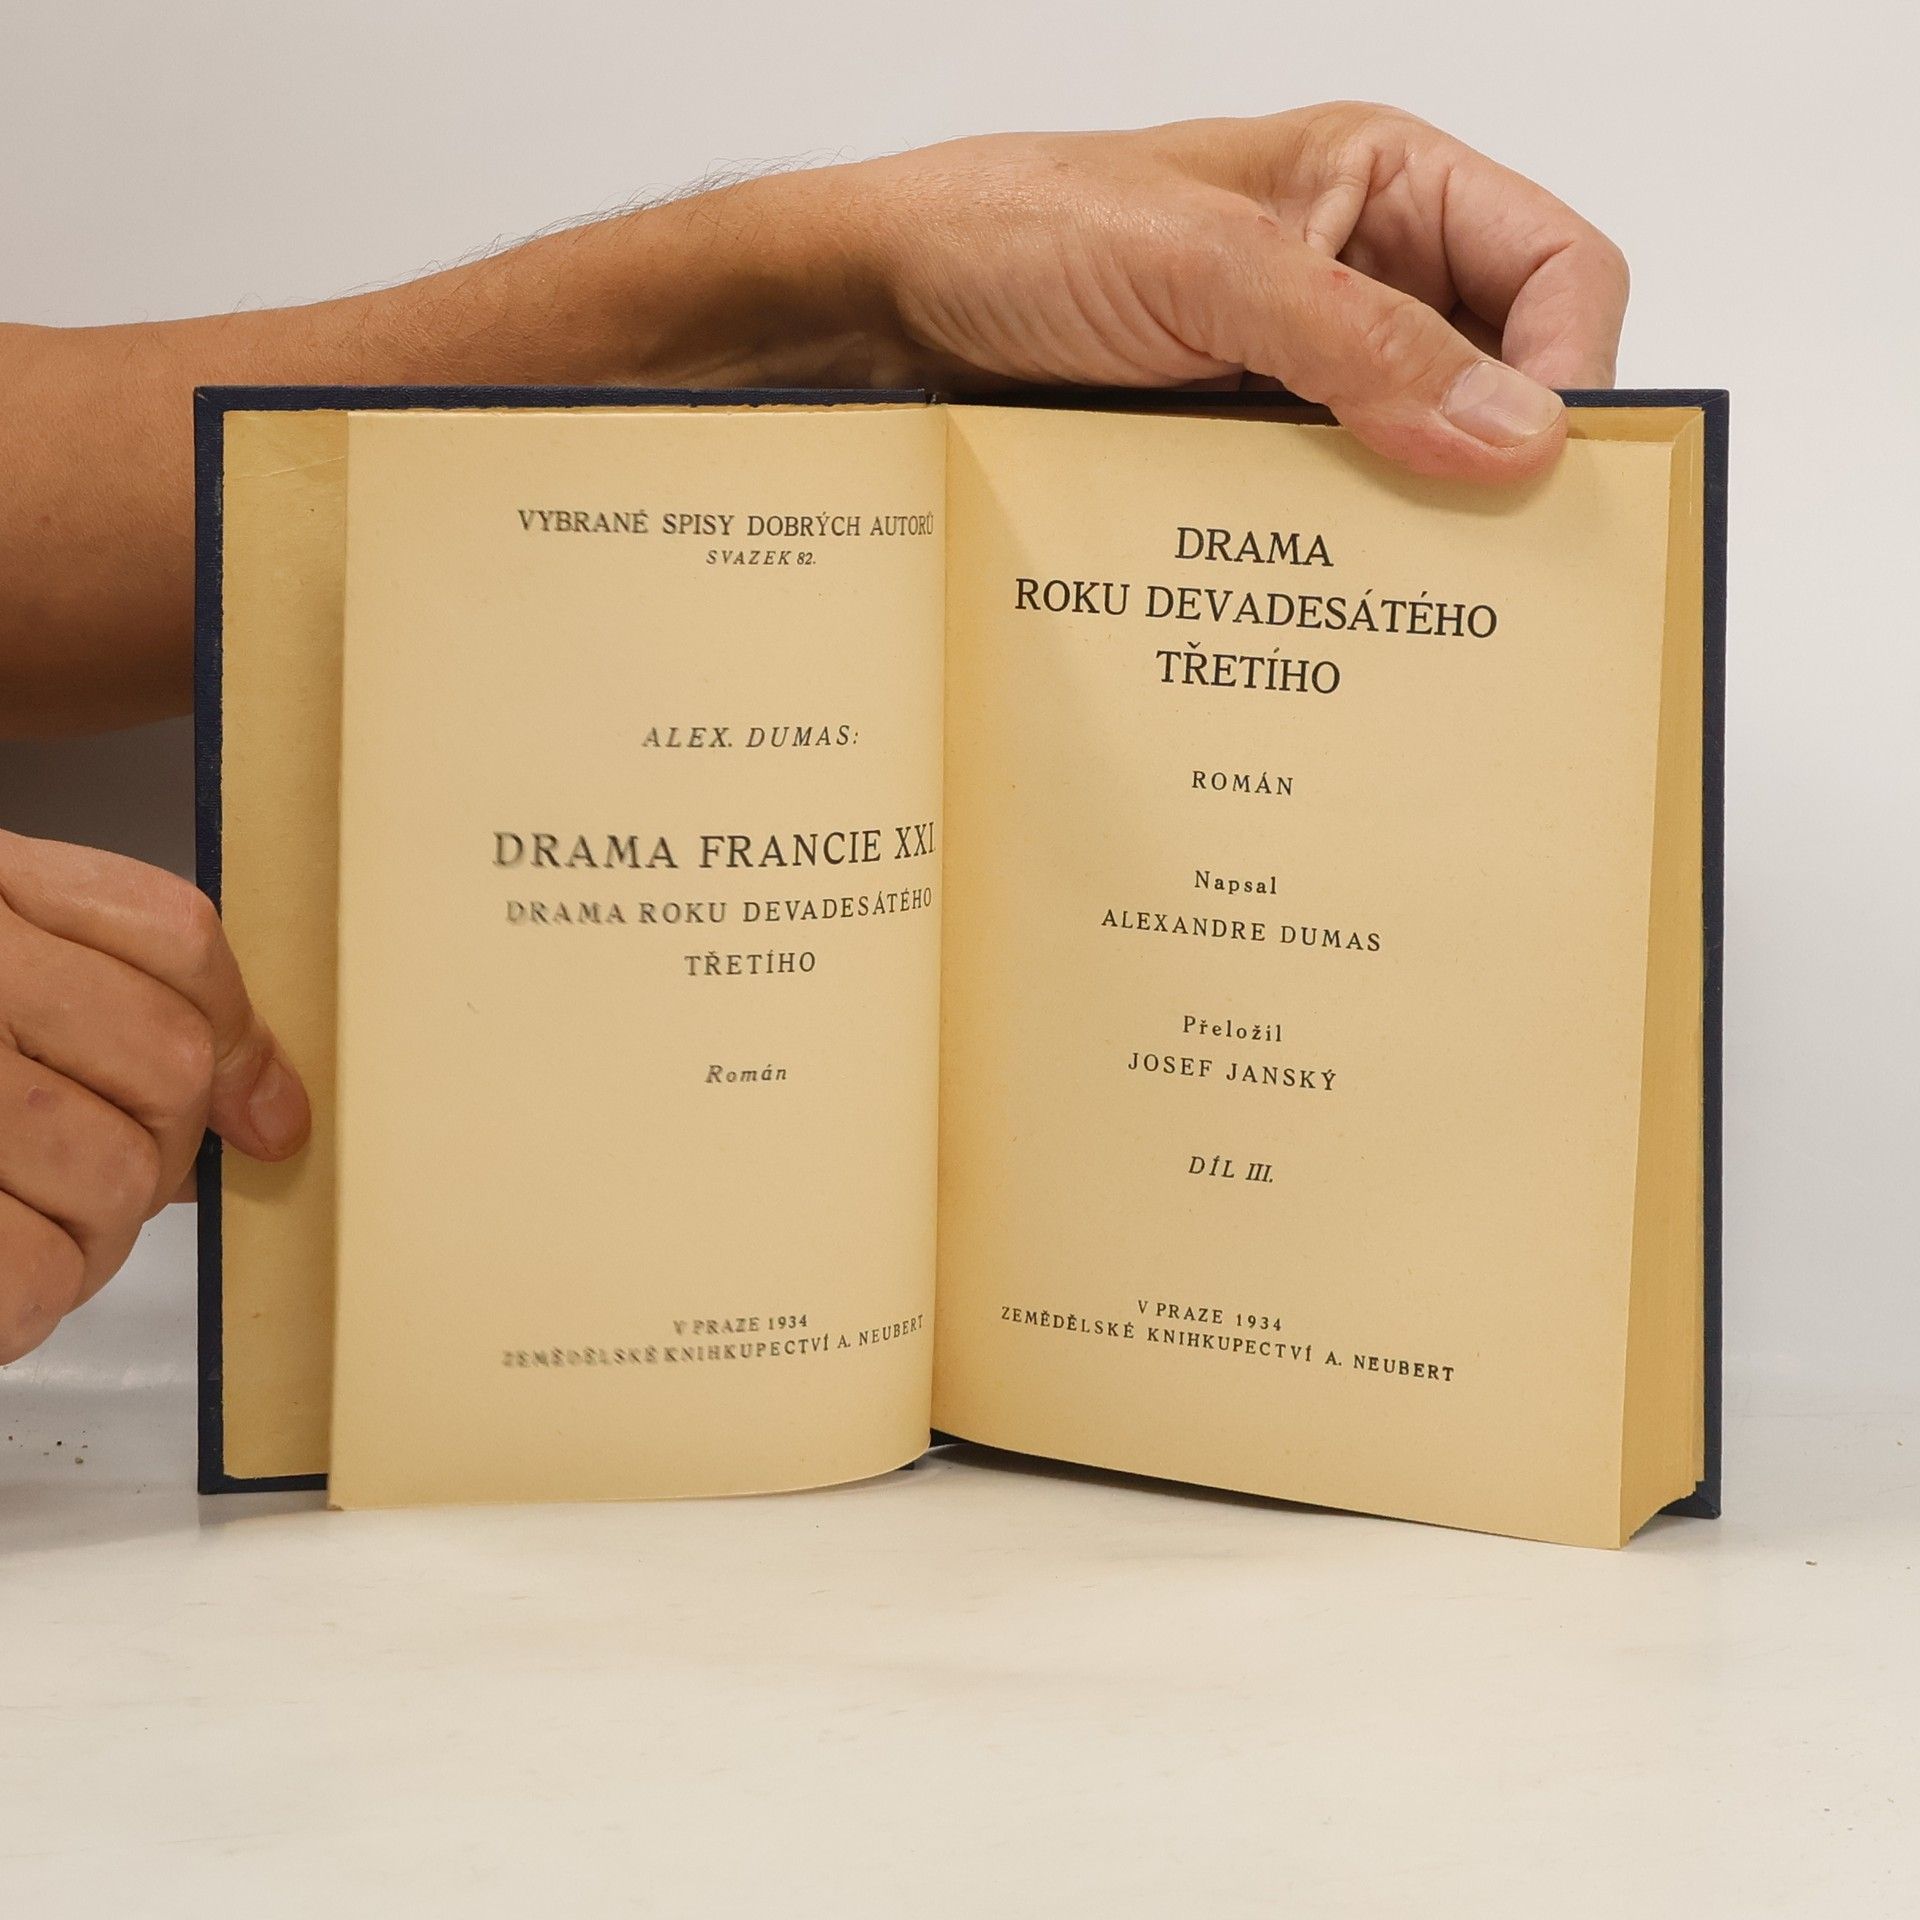 VYBRANÉ SPISY DOBRÝCH AUTORŮ
SVAZEK 82.
ALEX. DUMAS:
DRAMA FRANCIE XXI.
DRAMA ROKU DEVADESÁTÉHO
TŘETÍHO
Román
V PRAZE 1934
ZEMĚDĚLSKÉ KNIHKUPECTVÍ A. NEUBERT
DRAMA
ROKU DEVADESÁTÉHO
TŘETÍHO
ROMÁN
Napsal
ALEXANDRE DUMAS
Přeložil
JOSEF JANSKÝ
DÍL III.
V PRAZE 1934
ZEMĚDĚLSKÉ KNIHKUPECTVÍ A. NEUBERT